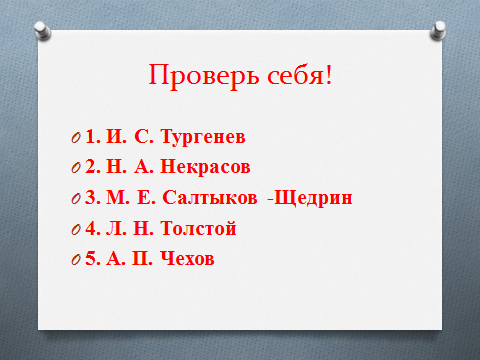 Проверь себя!
1. И. С. Тургенев
2. Н. А. Некрасов
3. М. Е. Салтыков -Щедрин
4. Л. Н. Толстой
5. А. П. Чехов